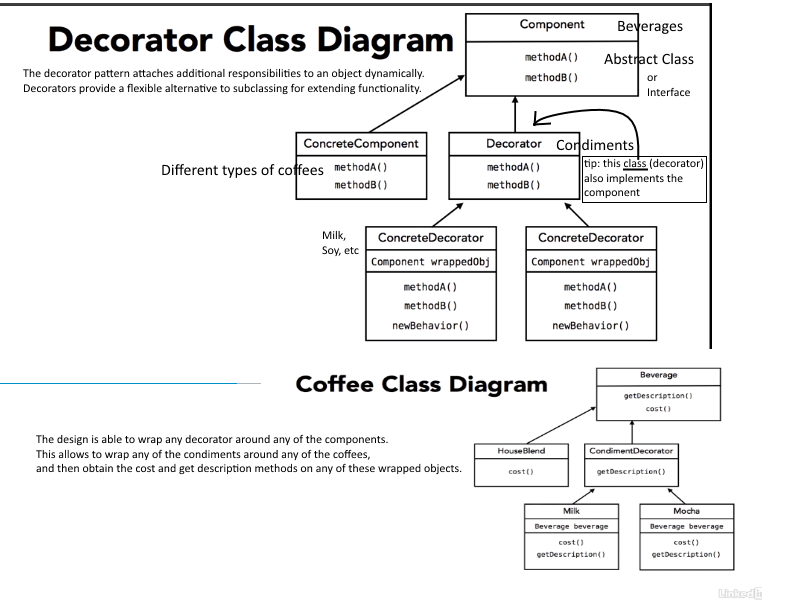 Decorator Class Diagram
The decorator pattern attaches additional responsibilities to an object dynamically.
Decorators provide a flexible alternative to subclassing for extending functionality.
Component
methodA()
methodB()
Beverages
Abstract Class
or
Interface
ConcreteComponent
methodA()
methodB()
Different types of coffees
Decorator
methodA()
methodB()
Condiments
tip: this class (decorator)
also implements the
component
Milk,
Soy, etc
ConcreteDecorator
Component wrappedObj
methodA()
methodB()
newBehavior()
ConcreteDecorator
Component wrappedObj
methodA()
methodB()
newBehavior()
Coffee Class Diagram
The design is able to wrap any decorator around any of the components.
This allows to wrap any of the condiments around any of the coffees,
and then obtain the cost and get description methods on any of these wrapped objects.
Beverage
getDescription()
cost()
HouseBlend
cost()
CondimentDecorator
getDescription()
Milk
Beverage beverage
cost()
getDescription()
Mocha
Beverage beverage
cost()
getDescription()
Linked